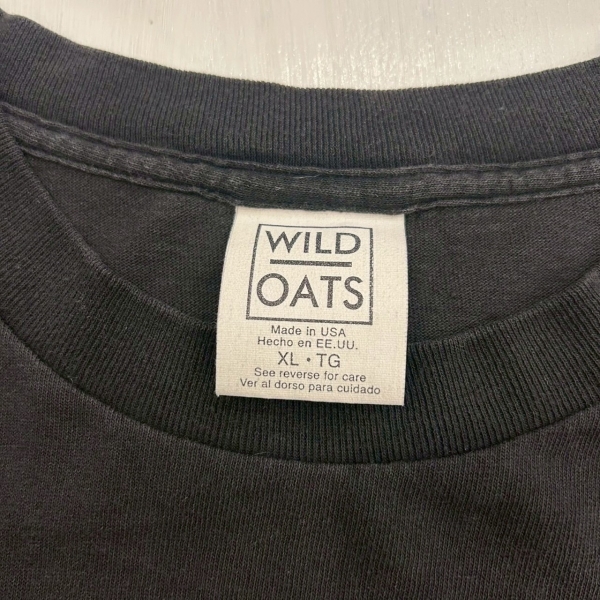 WILD
OATS
Made in USA
Hecho en EE.UU.
XL • TG
See reverse for care
Ver al dorso para cuidado